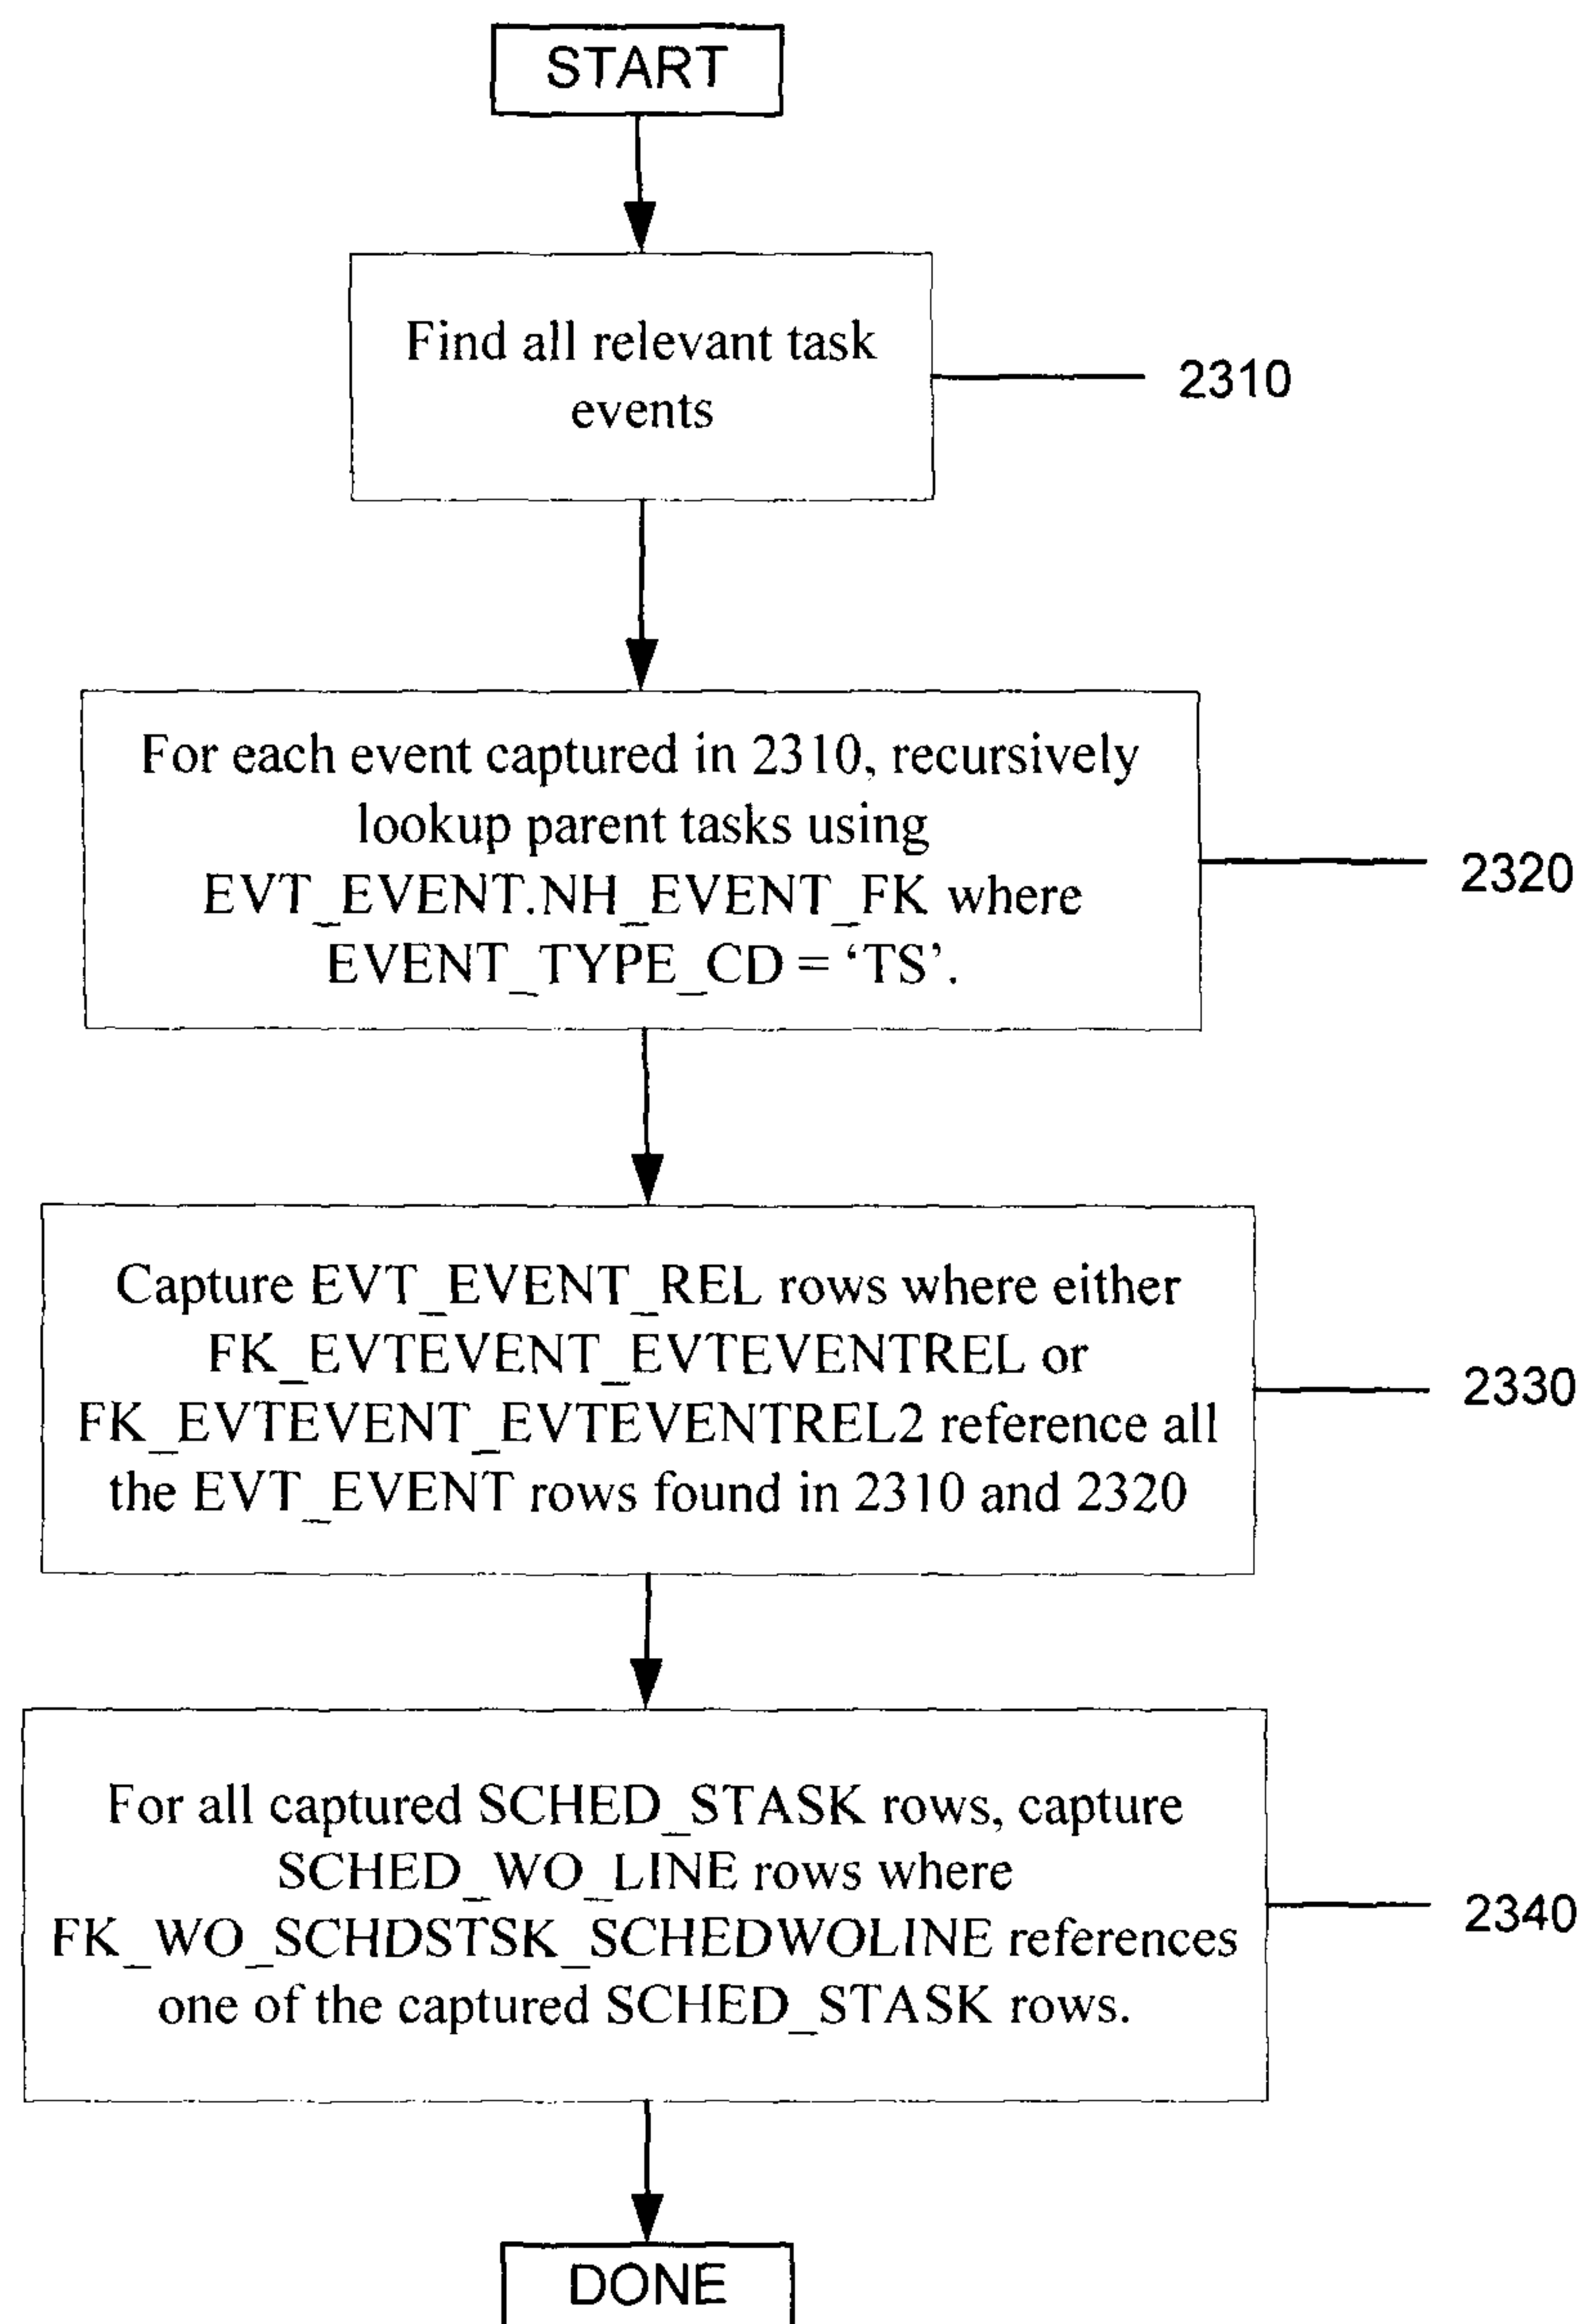 START
Find all relevant task
events
2310
For each event captured in 2310, recursively
lookup parent tasks using
EVT_EVENT.NH_EVENT_FK where
EVENT_TYPE_CD = ‘TS’.
2320
Capture EVT_EVENT_REL rows where either
FK_EVTEVENT_EVTEVENTREL or
FK_EVTEVENT_EVTEVENTREL2 reference all
the EVT_EVENT rows found in 2310 and 2320
2330
For all captured SCHED_STASK rows, capture
SCHED_WO_LINE rows where
FK_WO_SCHDSTSK_SCHEDWOLINE references
one of the captured SCHED_STASK rows.
2340
DONE